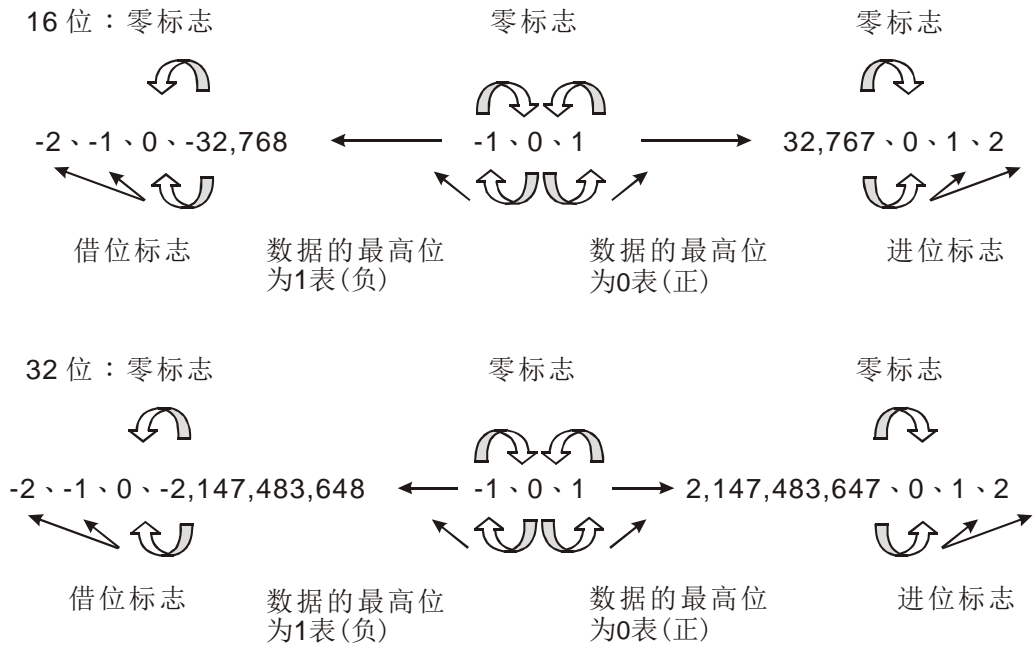 16 位：零标志 零标志 零标志
-2、-1、0、-32,768 -1、0、1 32,767、0、1、2
借位标志 数据的最高位 数据的最高位 进位标志
为1表(负) 为0表(正)
32 位：零标志 零标志 零标志
-2、-1、0、-2,147,483,648 -1、0、1 2,147,483,647、0、1、2
借位标志 数据的最高位 数据的最高位 进位标志
为1表(负) 为0表(正)